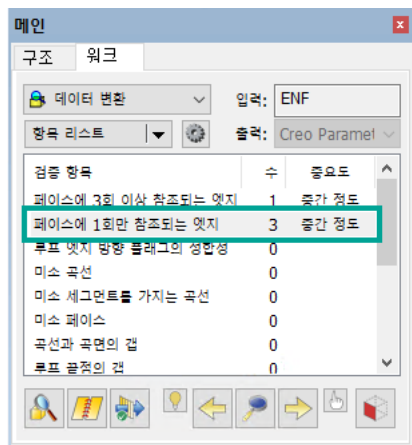 메인
구조 워크
데이터 변환 입력: ENF
항목 리스트 출력: Creo Paramet
검증 항목 수 중요도
페이스에 3회 이상 참조되는 엣지 1 중간 정도
페이스에 1회만 참조되는 엣지 3 중간 정도
루프 엣지 방향 플래그의 정합성 0
미소 곡선 0
미소 세그먼트를 가지는 곡선 0
미소 페이스 0
곡선과 곡면의 갭 0
루프 끝점의 갭 0